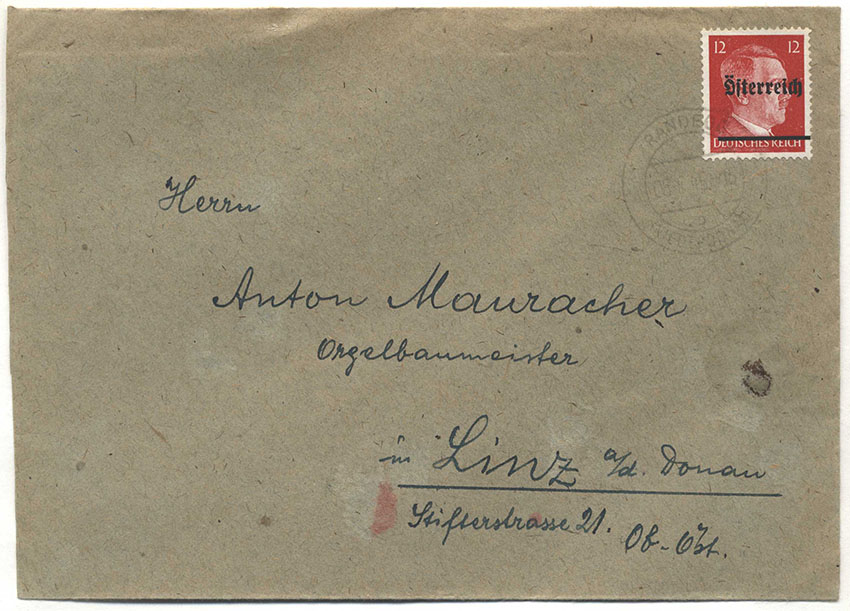 12 12
Österreich
DEUTSCHES REICH
Herrn
Anton Mauracher
Orgelbaumeister
in Linz a/d. Donau
Stifterstrasse 21.
Ob-Öst.